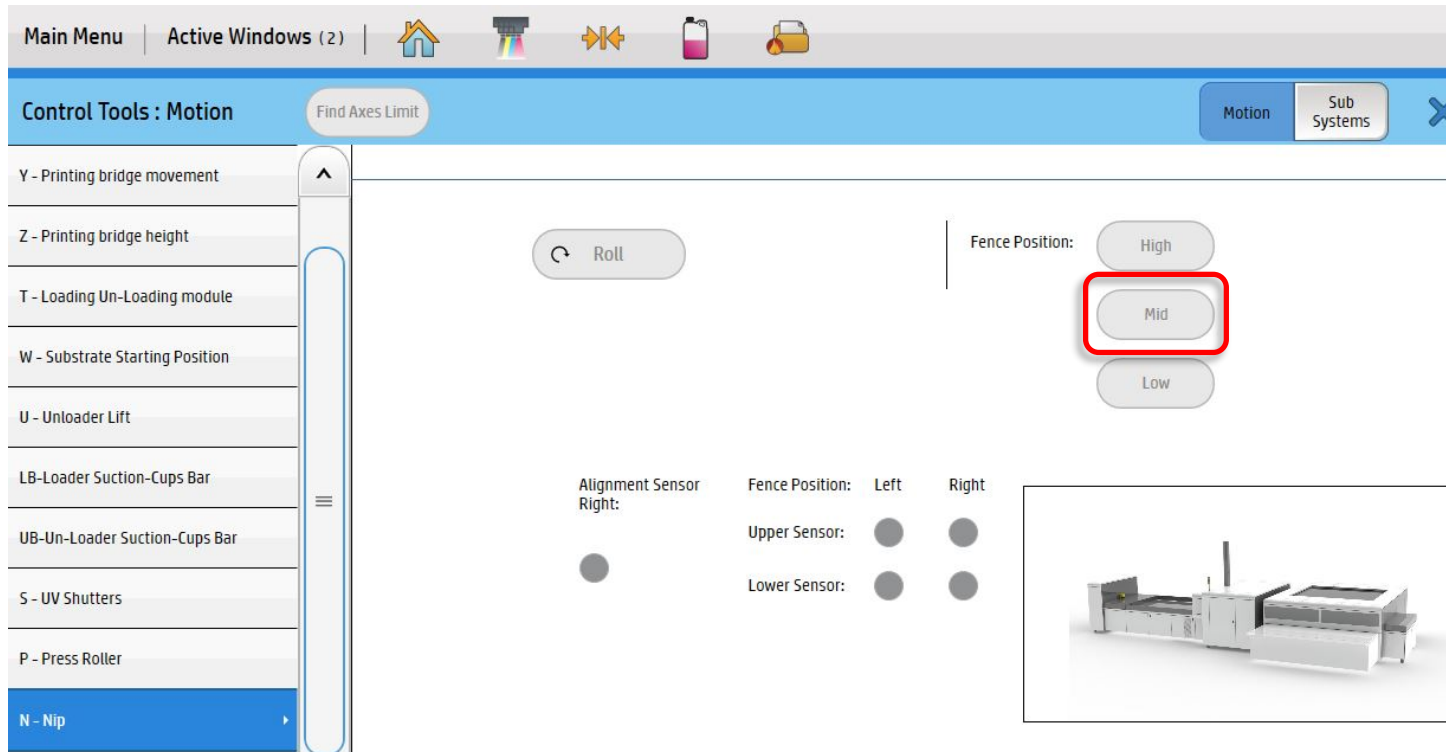 Main Menu
Active Windows (2)
Control Tools : Motion
Find Axes Limit
Motion
Sub
Systems
Y - Printing bridge movement
Z - Printing bridge height
T - Loading Un-Loading module
W - Substrate Starting Position
U - Unloader Lift
LB-Loader Suction-Cups Bar
UB-Un-Loader Suction-Cups Bar
S - UV Shutters
P - Press Roller
N - Nip
Roll
Fence Position:
High
Mid
Low
Alignment Sensor
Right:
Fence Position: Left Right
Upper Sensor:
Lower Sensor: